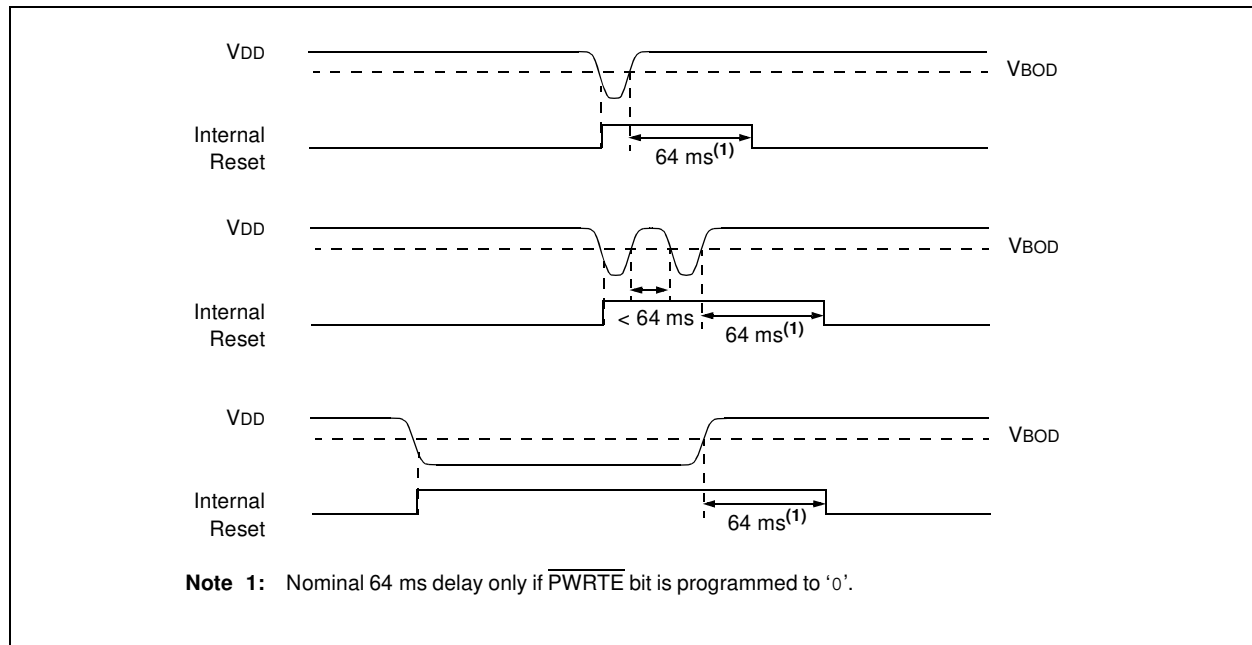 VDD
VBOD
Internal
Reset
64 ms(1)
VDD
VBOD
Internal
Reset
< 64 ms
64 ms(1)
VDD
VBOD
Internal
Reset
64 ms(1)
Note 1: Nominal 64 ms delay only if PWRTE bit is programmed to ‘0’.